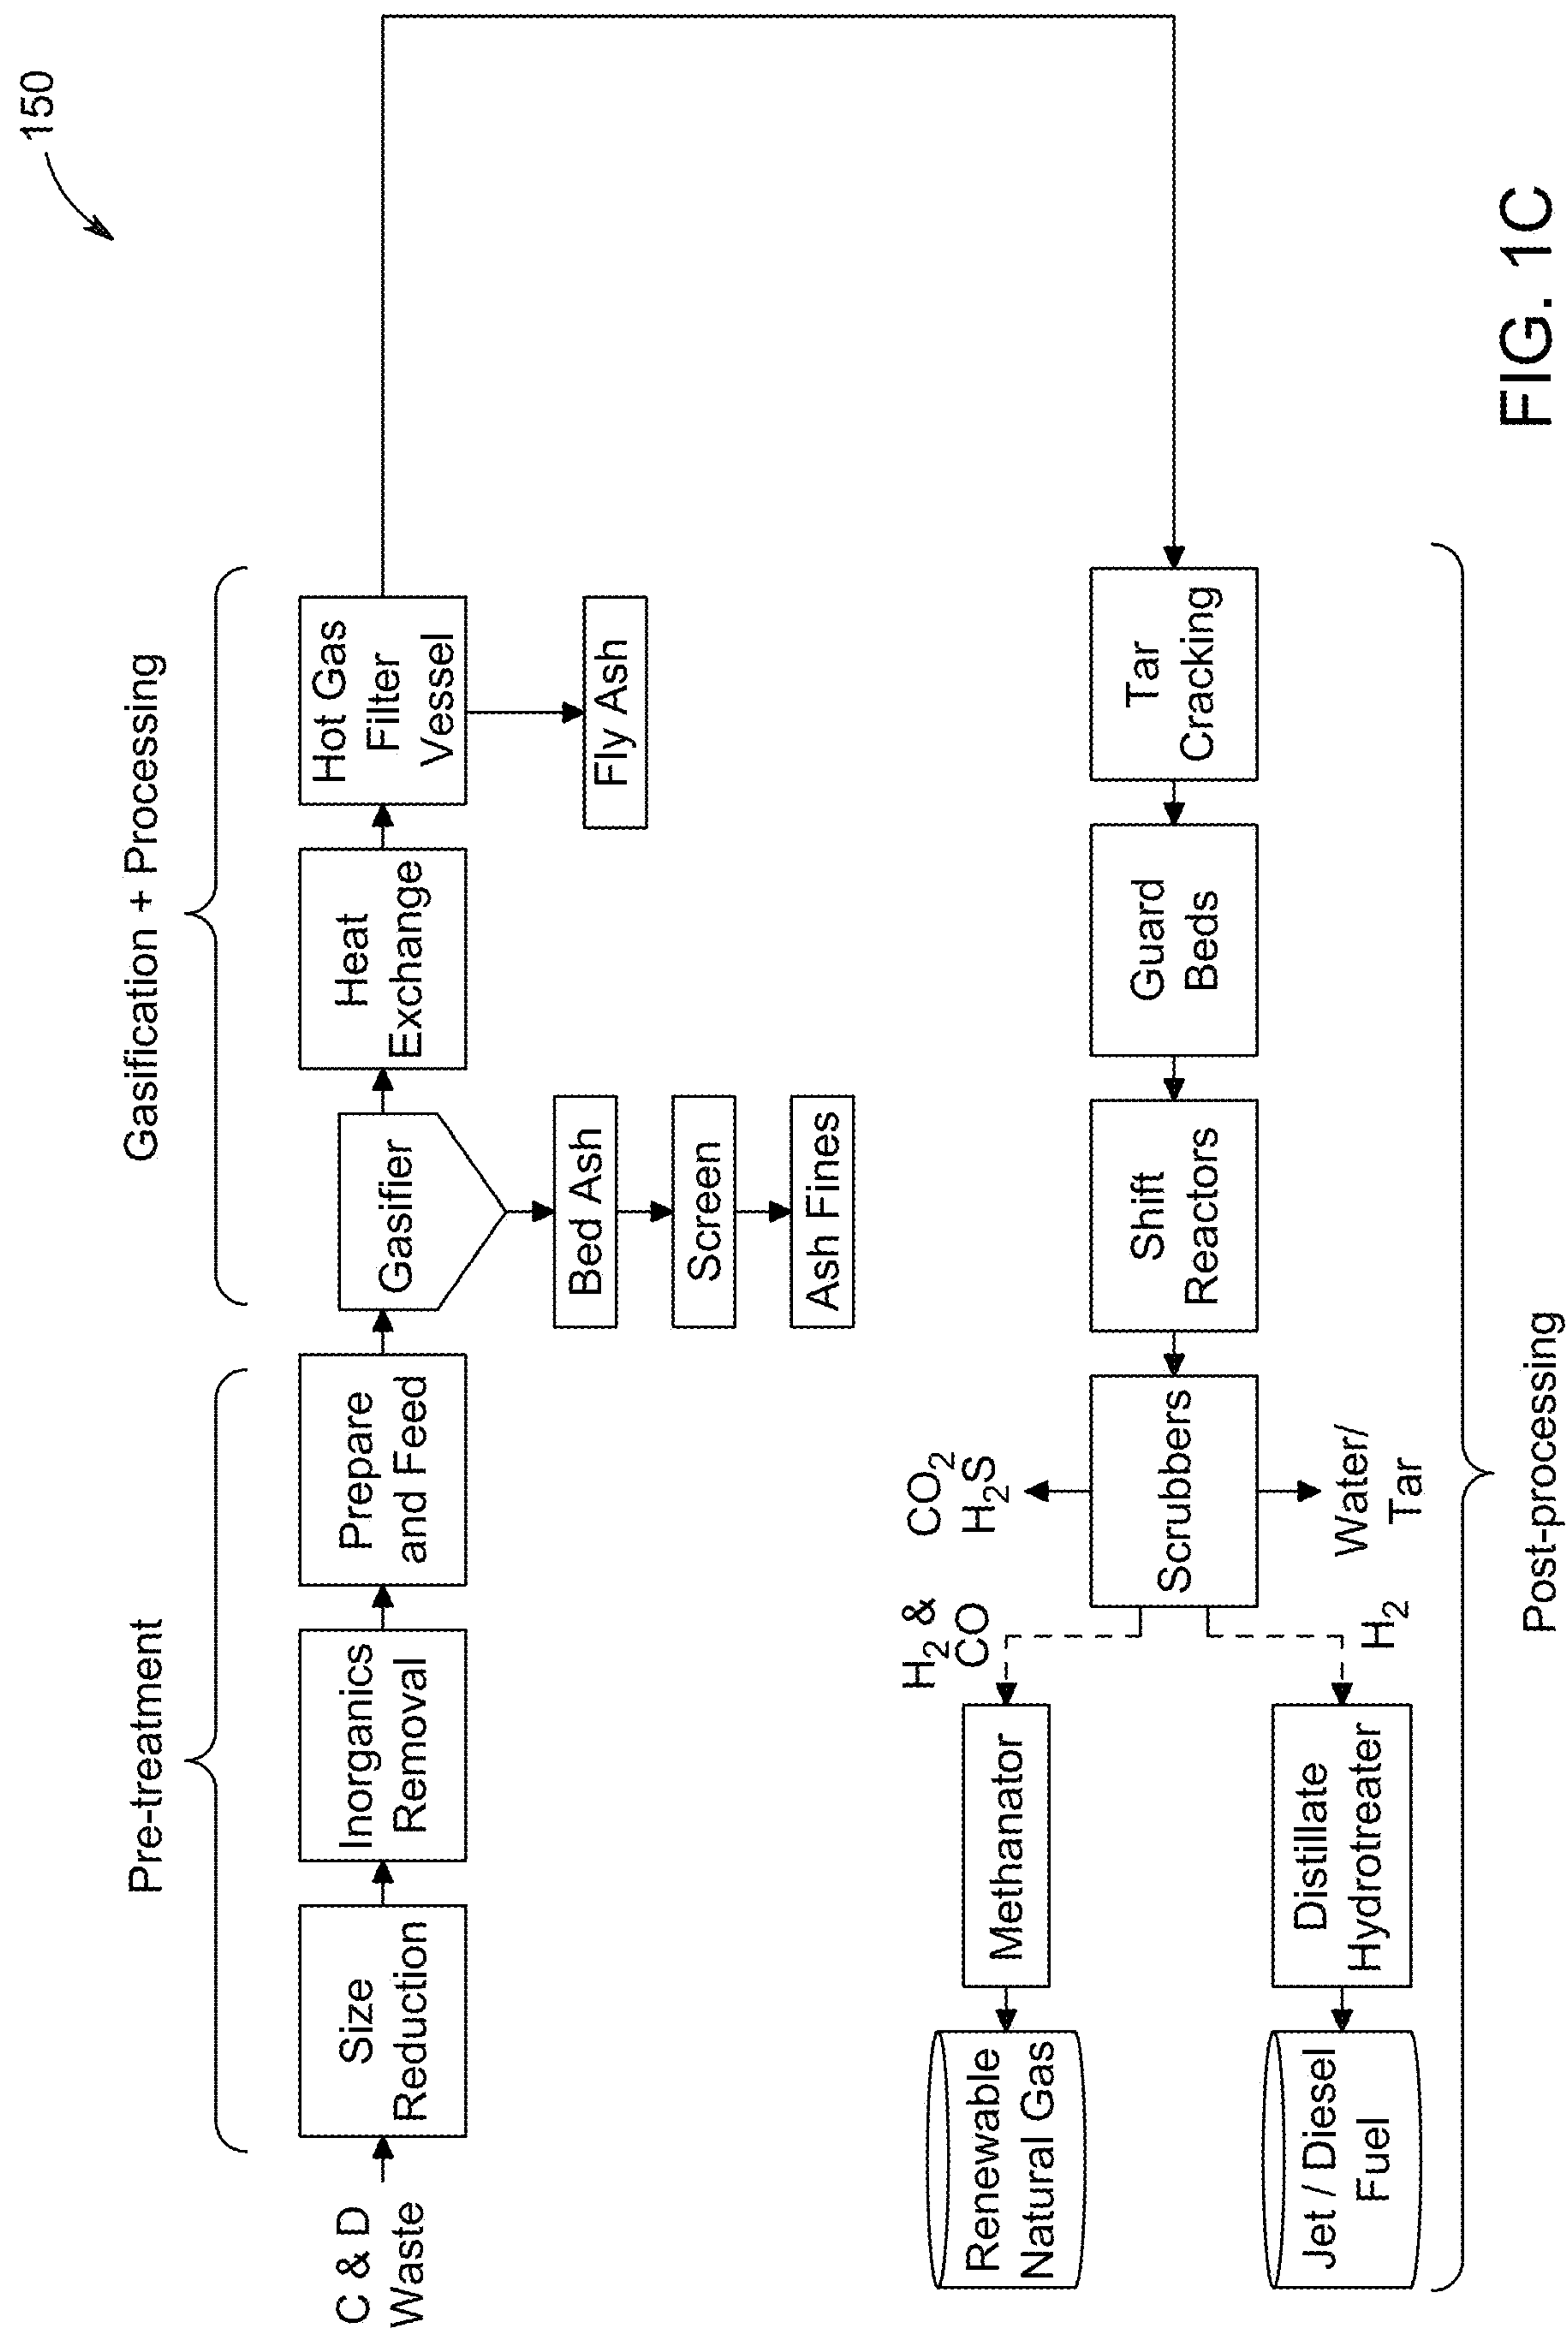 150
Pre-treatment
Gasification + Processing
C & D
Waste
Size
Reduction
Inorganics
Removal
Prepare
and Feed
Gasifier
Heat
Exchange
Hot Gas
Filter
Vessel
Bed Ash
Screen
Ash Fines
Fly Ash
Tar
Cracking
Guard
Beds
Shift
Reactors
Scrubbers
CO₂
H₂S
Water/
Tar
H₂ &
CO
H₂
Methanator
Renewable
Natural Gas
Distillate
Hydrotreater
Jet / Diesel
Fuel
Post-processing
FIG. 1C